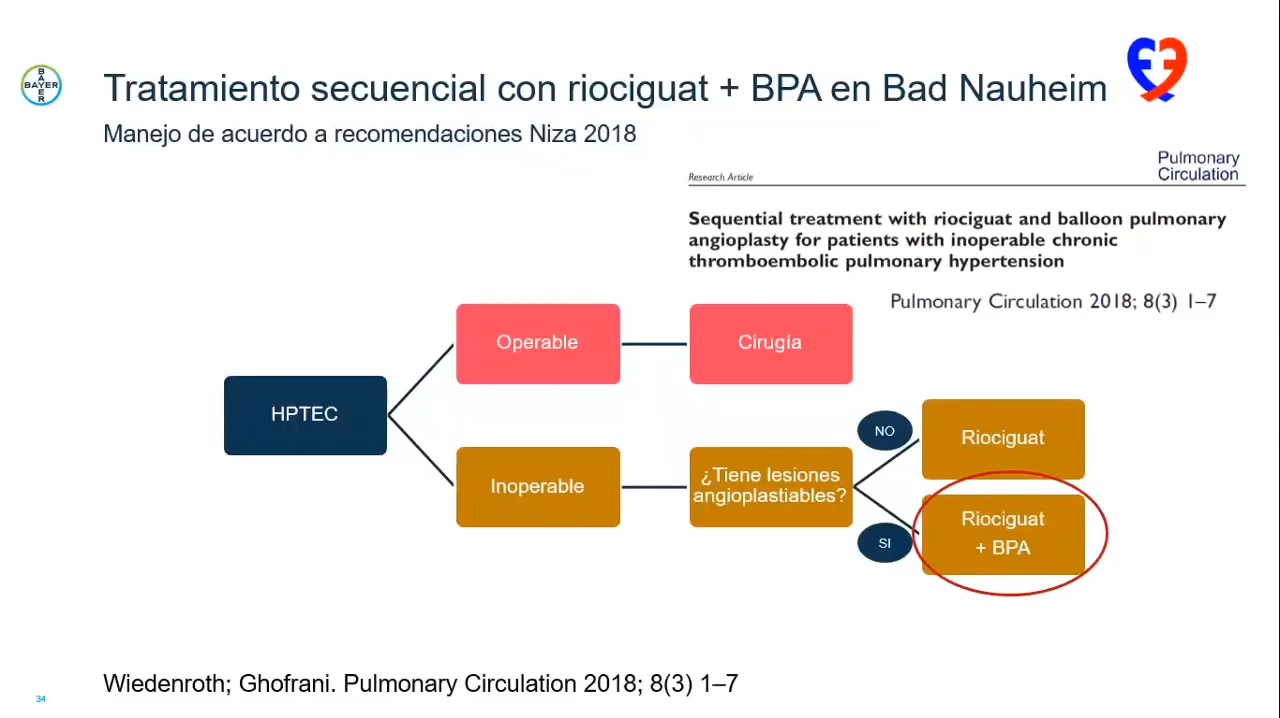 BAYER
BAYER
Tratamiento secuencial con riociguat + BPA en Bad Nauheim
Manejo de acuerdo a recomendaciones Niza 2018
Research Article
Pulmonary
Circulation
Sequential treatment with riociguat and balloon pulmonary
angioplasty for patients with inoperable chronic
thromboembolic pulmonary hypertension
Pulmonary Circulation 2018; 8(3) 1–7
Operable
Cirugía
HPTEC
Inoperable
¿Tiene lesiones
angioplastiables?
NO
Riociguat
SI
Riociguat
+ BPA
Wiedenroth; Ghofrani. Pulmonary Circulation 2018; 8(3) 1–7
34